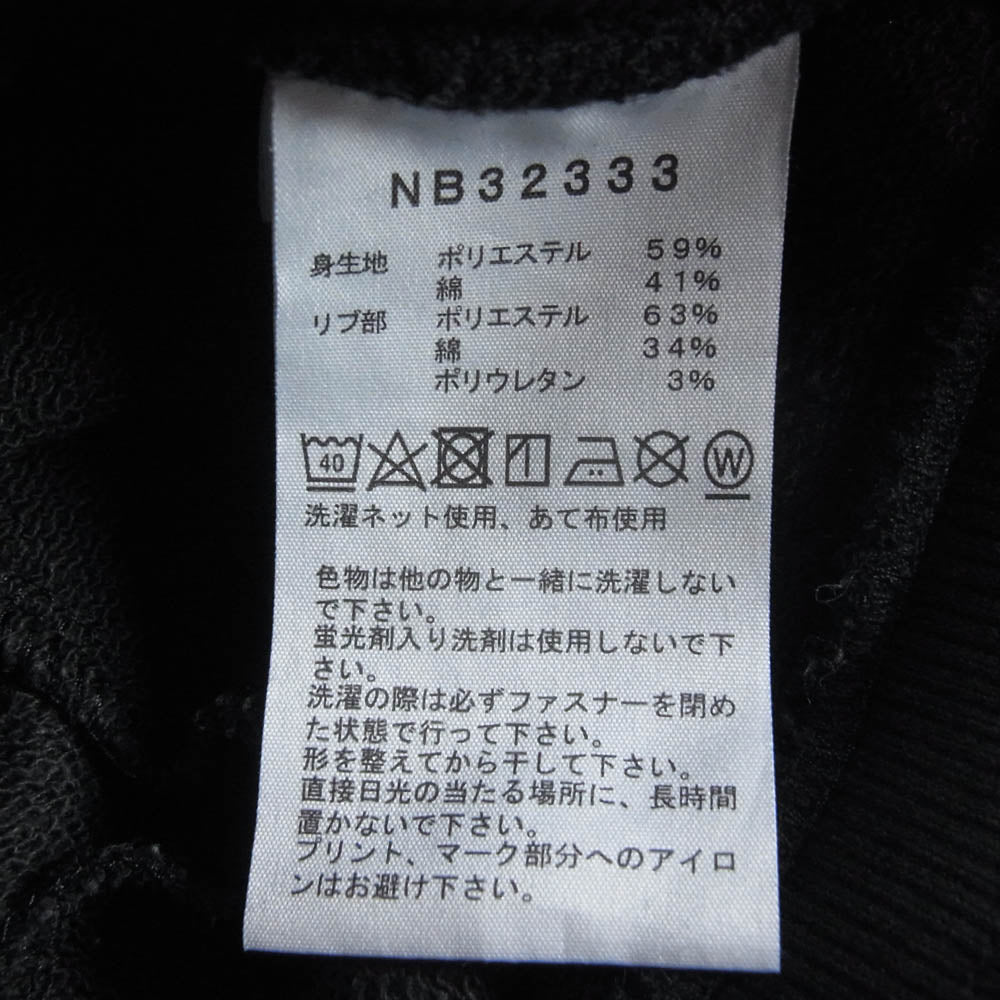 NB32333
身生地 ポリエステル 59%
綿 41%
リブ部 ポリエステル 63%
綿 34%
ポリウレタン 3%
40 W
洗濯ネット使用、あて布使用
色物は他の物と一緒に洗濯しない
で下さい。
蛍光剤入り洗剤は使用しないで下
さい。
洗濯の際は必ずファスナーを閉め
た状態で行って下さい。
形を整えてから干して下さい。
直接日光の当たる場所に、長時間
置かないで下さい。
プリント、マーク部分へのアイロ
ンはお避け下さい。